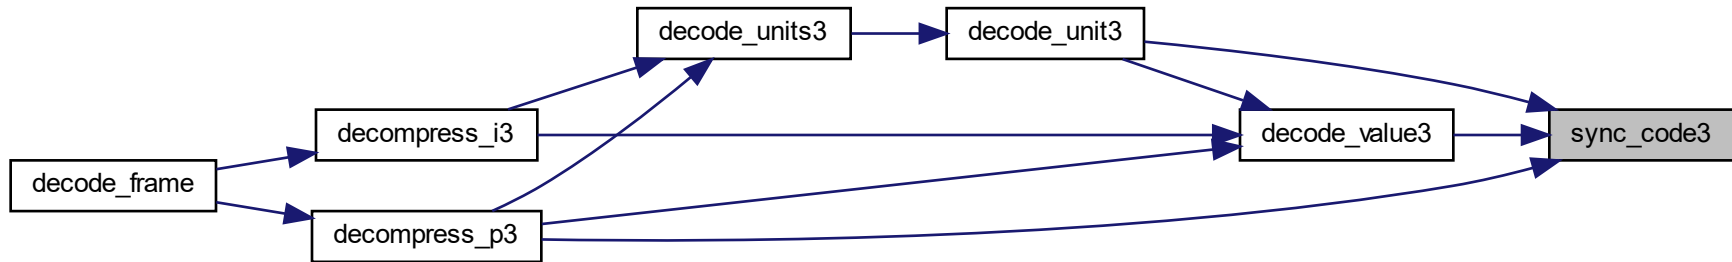 decode_units3
decode_unit3
decompress_i3
decode_value3
sync_code3
decode_frame
decompress_p3